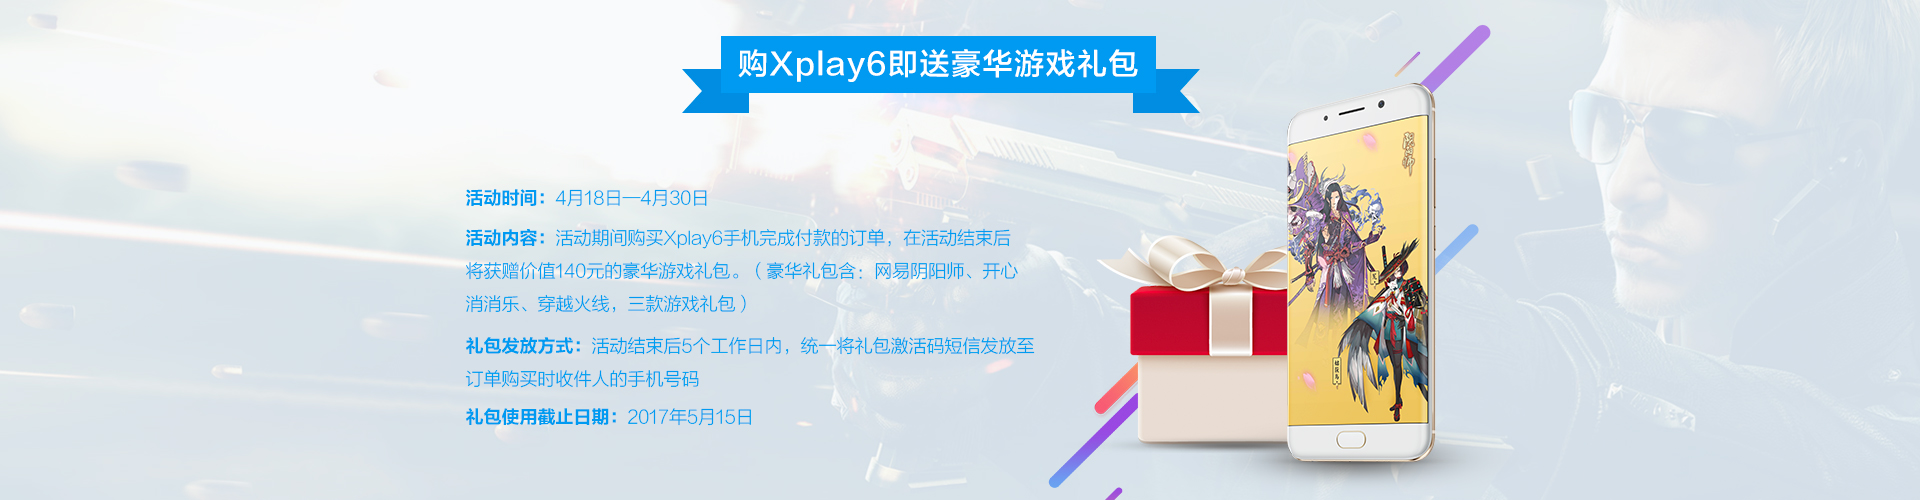 购Xplay6即送豪华游戏礼包
活动时间：4月18日—4月30日
活动内容：活动期间购买Xplay6手机完成付款的订单，在活动结束后
将获赠价值140元的豪华游戏礼包。（豪华礼包含：网易阴阳师、开心
消消乐、穿越火线，三款游戏礼包）
礼包发放方式：活动结束后5个工作日内，统一将礼包激活码短信发放至
订单购买时收件人的手机号码
礼包使用截止日期：2017年5月15日
阴阳师